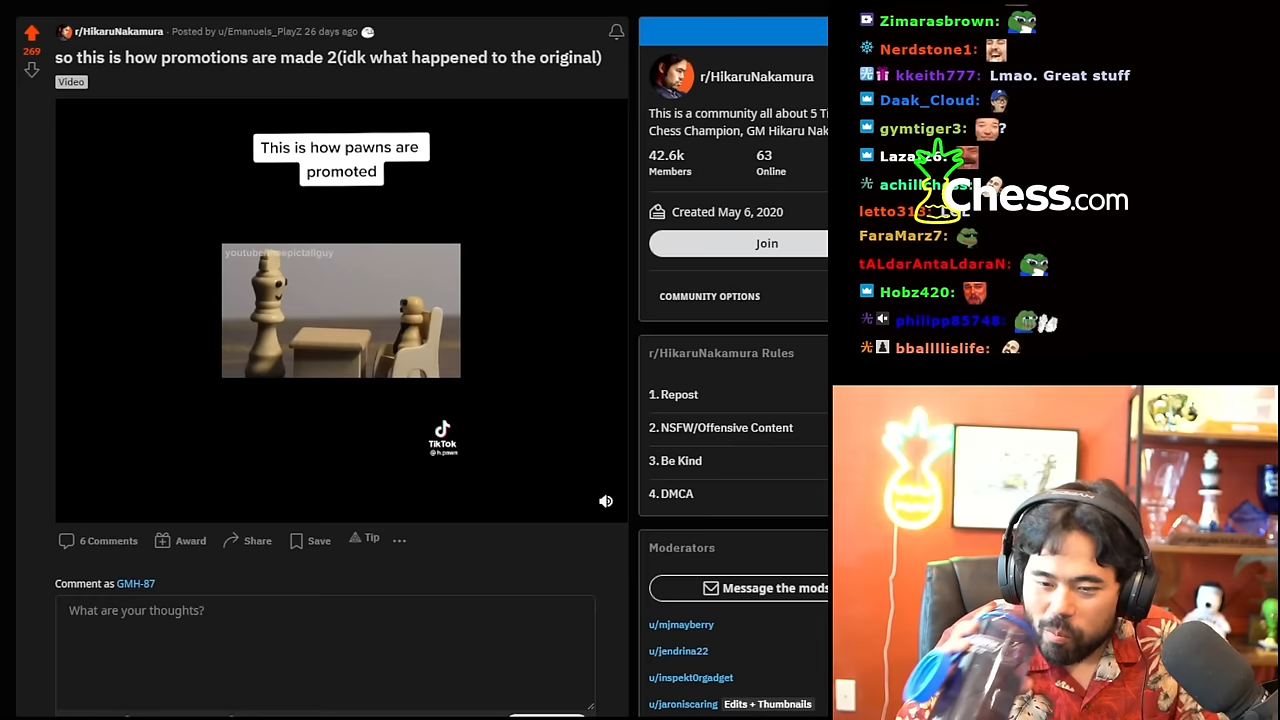 r/HikaruNakamura · Posted by u/Emanuels_PlayZ 26 days ago
269
so this is how promotions are made 2(idk what happened to the original)
Video
This is how pawns are
promoted
TikTok
@h.pawn
6 Comments
Award
Share
Save
Tip
Comment as GMH-87
What are your thoughts?
r/HikaruNakamura
This is a community all about 5 Ti
Chess Champion, GM Hikaru Nak
42.6k
63
Members
Online
Created May 6, 2020
Join
COMMUNITY OPTIONS
r/HikaruNakamura Rules
1. Repost
2. NSFW/Offensive Content
3. Be Kind
4. DMCA
Moderators
Message the mods
u/mjmayberry
u/jendrina22
u/inspekt0rgadget
u/jaroniscaring Edits + Thumbnails
Zimarasbrown:
Nerdstone1:
kkeith777: Lmao. Great stuff
Daak_Cloud:
gymtiger3: ?
achillchess:
Chess.com
letto313: LUL
FaraMarz7:
tALdarAntaLdaraN:
Hobz420:
philipp85748:
bballllislife: